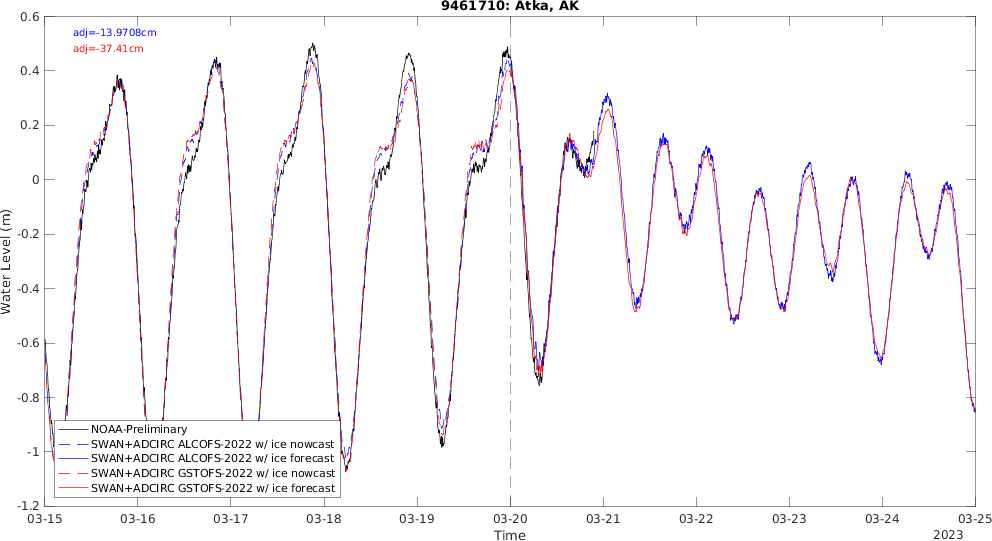 9461710: Atka, AK
adj=-13.9708cm
adj=-37.41cm
0.6
0.4
0.2
0
-0.2
-0.4
-0.6
-0.8
-1
-1.2
Water Level (m)
NOAA-Preliminary
SWAN+ADCIRC ALCOFS-2022 w/ ice nowcast
SWAN+ADCIRC ALCOFS-2022 w/ ice forecast
SWAN+ADCIRC GSTOFS-2022 w/ ice nowcast
SWAN+ADCIRC GSTOFS-2022 w/ ice forecast
03-15 03-16 03-17 03-18 03-19 03-20 03-21 03-22 03-23 03-24 03-25
Time
2023